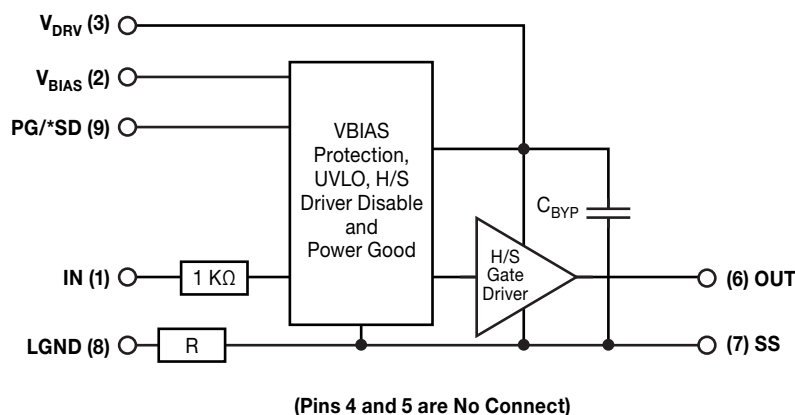 VDRV (3)
VBIAS (2)
PG/*SD (9)
VBIAS
Protection,
UVLO, H/S
Driver Disable
and
Power Good
CBYP
H/S
Gate
Driver
IN (1)
1 KΩ
(6) OUT
LGND (8)
R
(7) SS
(Pins 4 and 5 are No Connect)